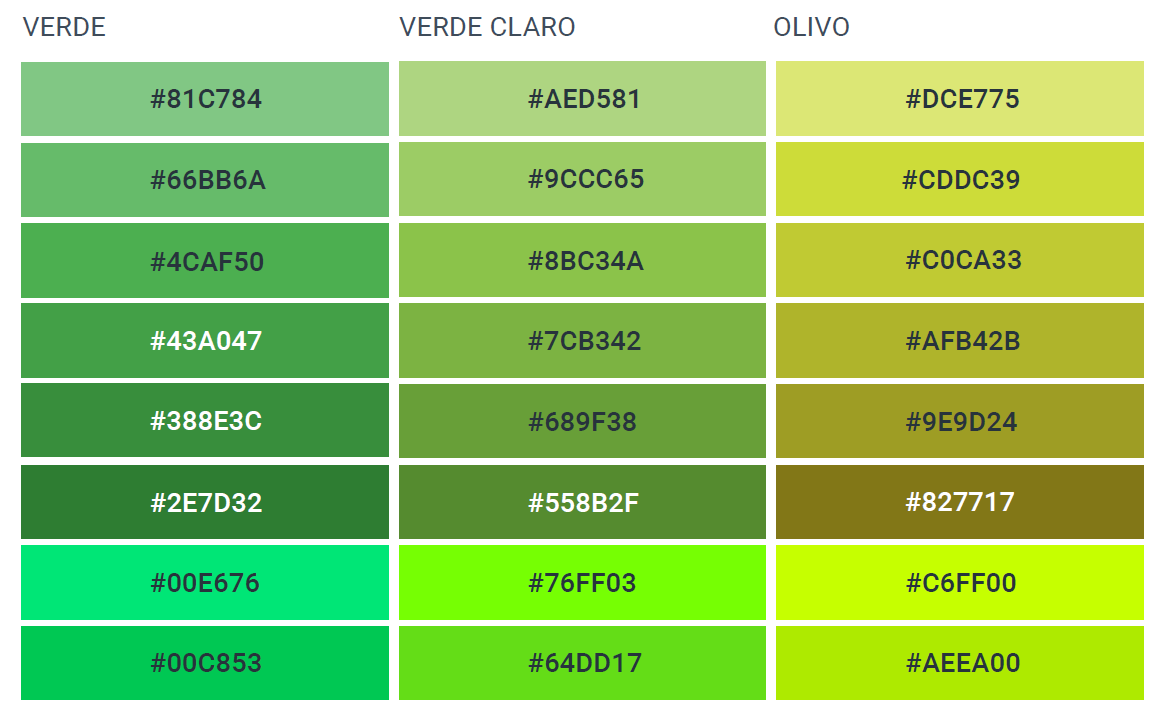 VERDE VERDE CLARO OLIVO
#81C784 #AED581 #DCE775
#66BB6A #9CCC65 #CDDC39
#4CAF50 #8BC34A #C0CA33
#43A047 #7CB342 #AFB42B
#388E3C #689F38 #9E9D24
#2E7D32 #558B2F #827717
#00E676 #76FF03 #C6FF00
#00C853 #64DD17 #AEEA00